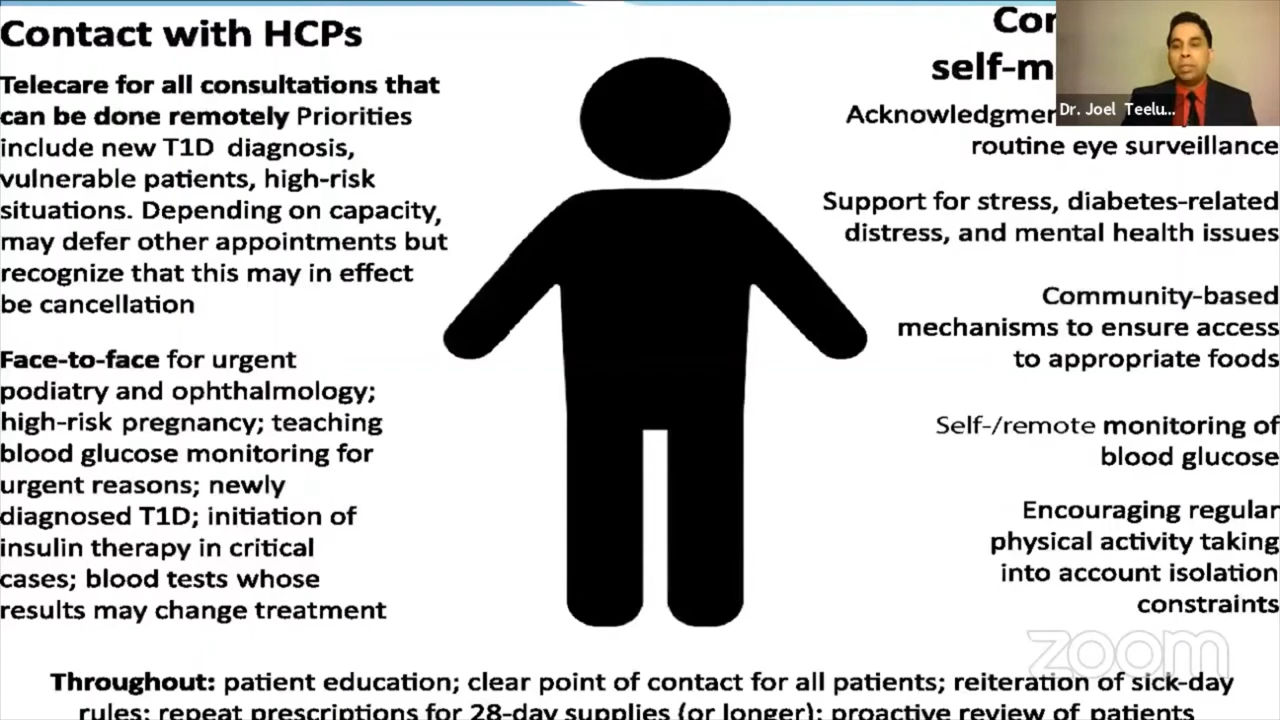 Contact with HCPs
Telecare for all consultations that
can be done remotely Priorities
include new T1D diagnosis,
vulnerable patients, high-risk
situations. Depending on capacity,
may defer other appointments but
recognize that this may in effect
be cancellation
Face-to-face for urgent
podiatry and ophthalmology;
high-risk pregnancy; teaching
blood glucose monitoring for
urgent reasons; newly
diagnosed T1D; initiation of
insulin therapy in critical
cases; blood tests whose
results may change treatment
self-m
routine eye surveillance
Support for stress, diabetes-related
distress, and mental health issues
Community-based
mechanisms to ensure access
to appropriate foods
Self-/remote monitoring of
blood glucose
Encouraging regular
physical activity taking
into account isolation
constraints
Dr. Joel Teelu...
zoom
Throughout: patient education; clear point of contact for all patients; reiteration of sick-day
rules; repeat prescriptions for 28-day supplies (or longer); proactive review of patients